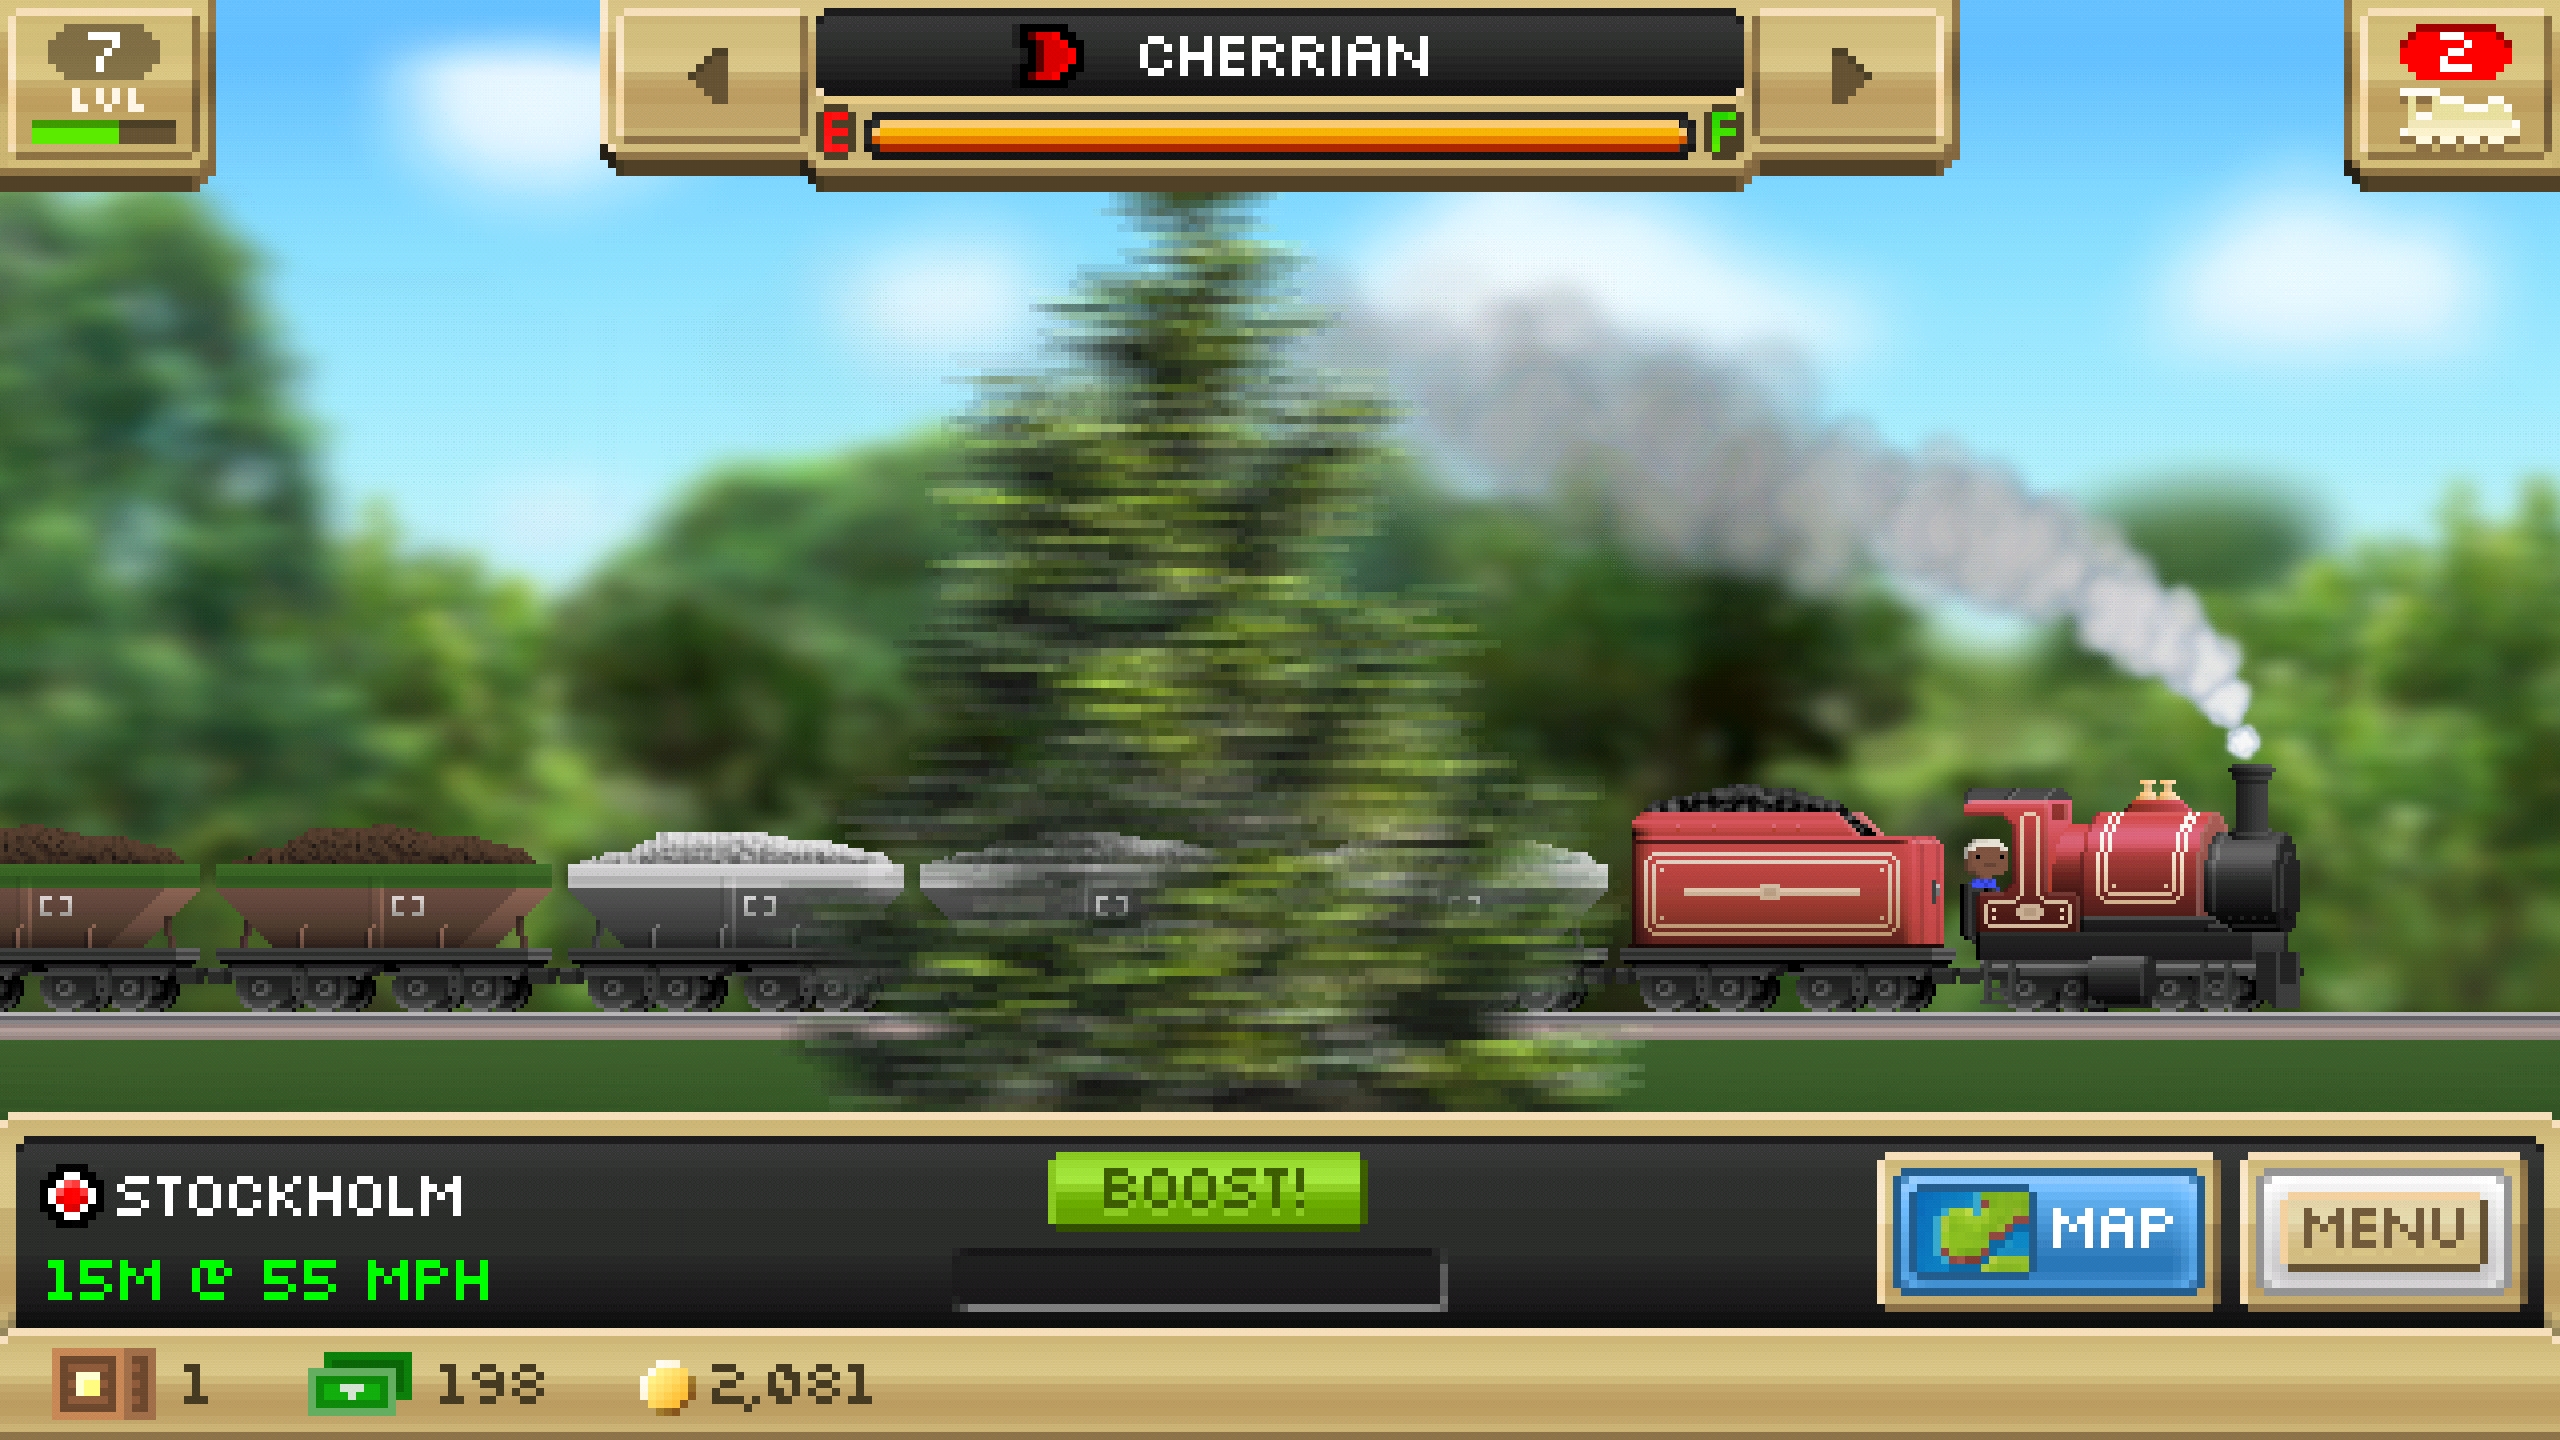 7
LVL
CHERRIAN
E
F
2
STOCKHOLM
15M @ 55 MPH
BOOST!
MAP
MENU
1
198
2,081